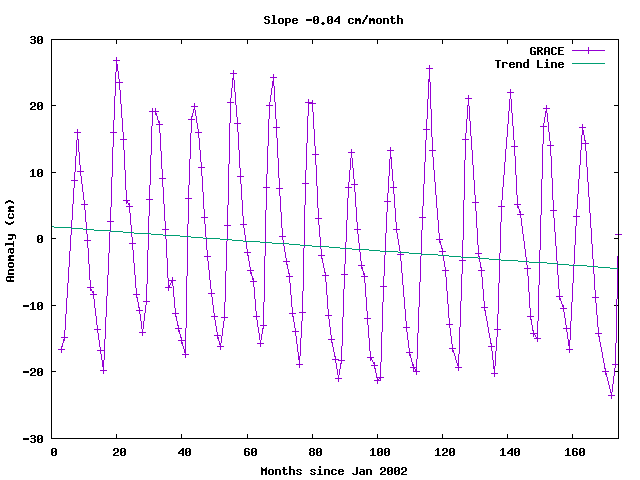 Slope -0.04 cm/month
GRACE
Trend Line
30
20
10
0
-10
-20
-30
Anomaly (cm)
0 20 40 60 80 100 120 140 160
Months since Jan 2002